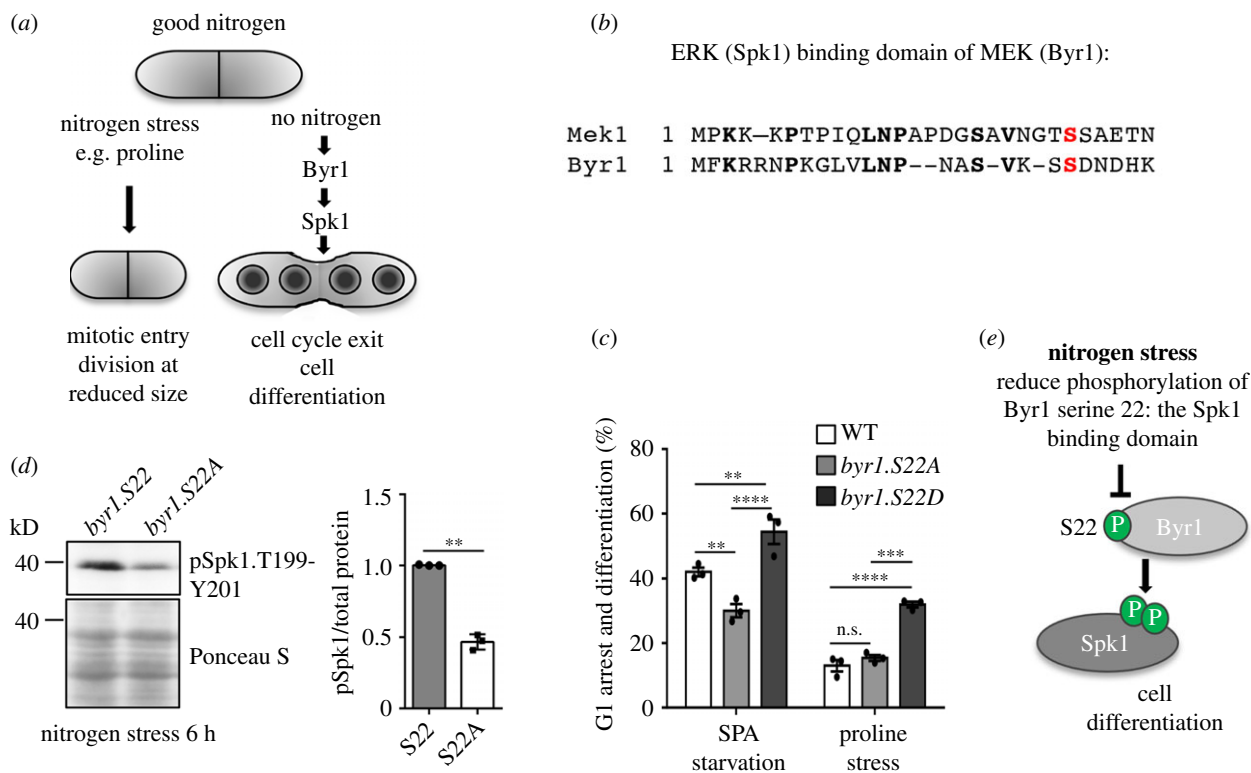 (a)
good nitrogen
nitrogen stress
e.g. proline
no nitrogen
Byr1
Spk1
mitotic entry
division at
reduced size
cell cycle exit
cell
differentiation
(b)
ERK (Spk1) binding domain of MEK (Byr1):
Mek1 1 MPKKK–KPTPIQLNPAPDGSAVNGTSSAETN
Byr1 1 MFKRRNPKGLVLNP--NAS-VK-SSDNDHK
(d)
byr1.S22
byr1.S22A
kD
40
pSpk1.T199-
Y201
40
Ponceau S
nitrogen stress 6 h
pSpk1/total protein
1.5
1.0
0.5
0
**
S22
S22A
(c)
G1 arrest and differentiation (%)
80
60
40
20
0
WT
byr1.S22A
byr1.S22D
**
****
**
***
****
n.s.
SPA
starvation
proline
stress
(e)
nitrogen stress
reduce phosphorylation of
Byr1 serine 22: the Spk1
binding domain
S22
P
Byr1
P
P
Spk1
cell
differentiation